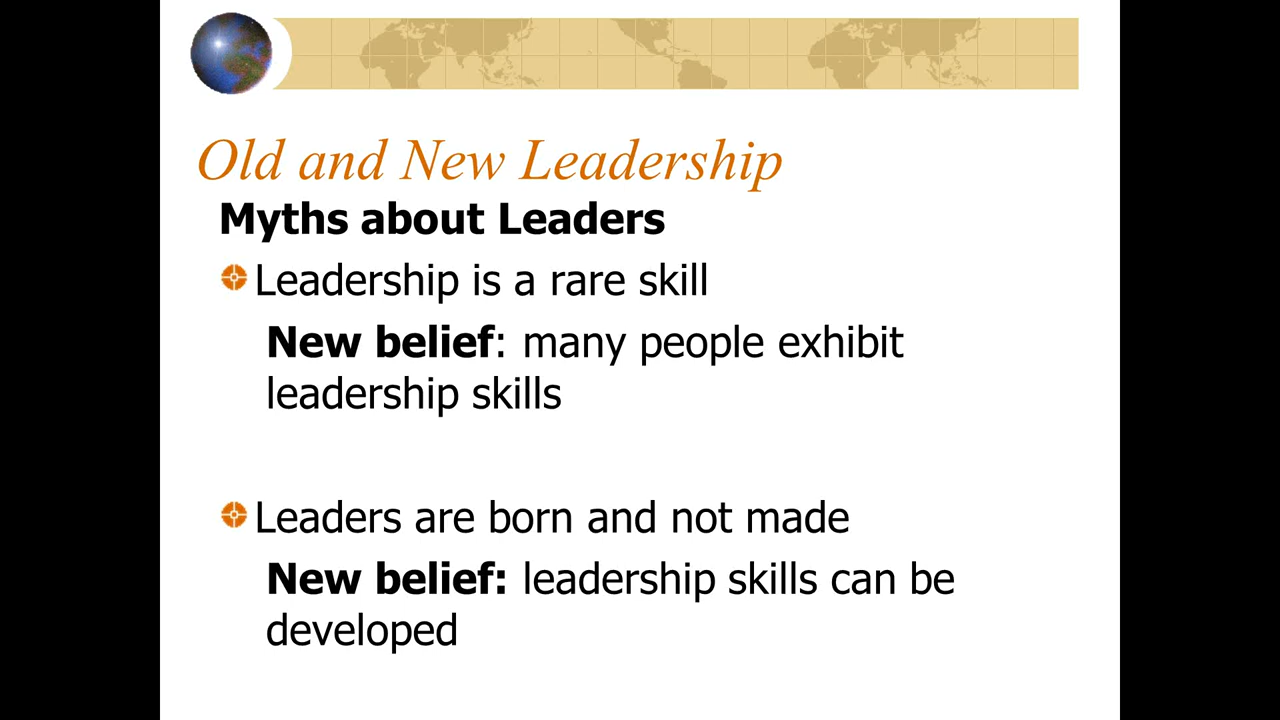 Old and New Leadership
Myths about Leaders
Leadership is a rare skill
New belief: many people exhibit
leadership skills
Leaders are born and not made
New belief: leadership skills can be
developed